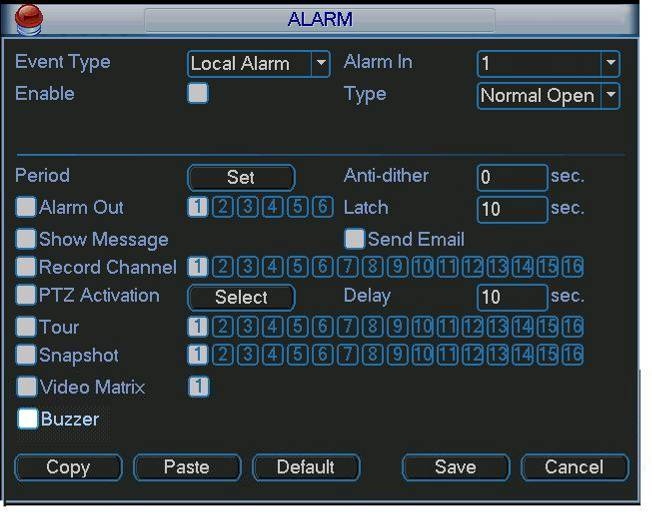 ALARM
Event Type Local Alarm Alarm In 1
Enable Type Normal Open
Period Set Anti-dither 0 sec.
Alarm Out 1 2 3 4 5 6 Latch 10 sec.
Show Message Send Email
Record Channel 1 2 3 4 5 6 7 8 9 10 11 12 13 14 15 16
PTZ Activation Select Delay 10 sec.
Tour 1 2 3 4 5 6 7 8 9 10 11 12 13 14 15 16
Snapshot 1 2 3 4 5 6 7 8 9 10 11 12 13 14 15 16
Video Matrix 1
Buzzer
Copy Paste Default Save Cancel